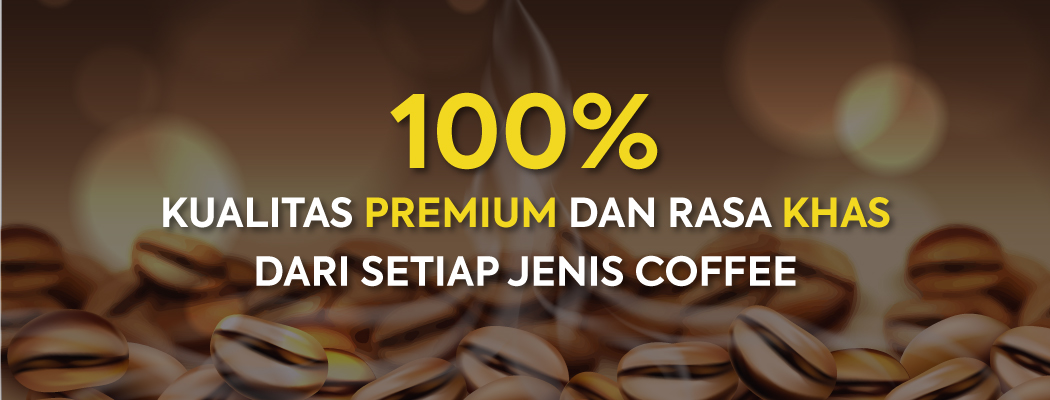 100%
KUALITAS PREMIUM DAN RASA KHAS
DARI SETIAP JENIS COFFEE